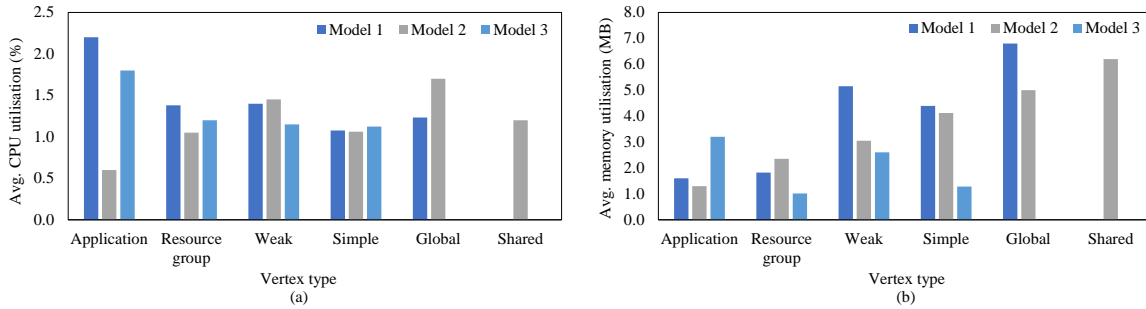 Avg. CPU utilisation (%)
2.5
2.0
1.5
1.0
0.5
0.0
Model 1 Model 2 Model 3
Application Resource group Weak Simple Global Shared
Vertex type
(a)
Avg. memory utilisation (MB)
8.0
7.0
6.0
5.0
4.0
3.0
2.0
1.0
0.0
Model 1 Model 2 Model 3
Application Resource group Weak Simple Global Shared
Vertex type
(b)